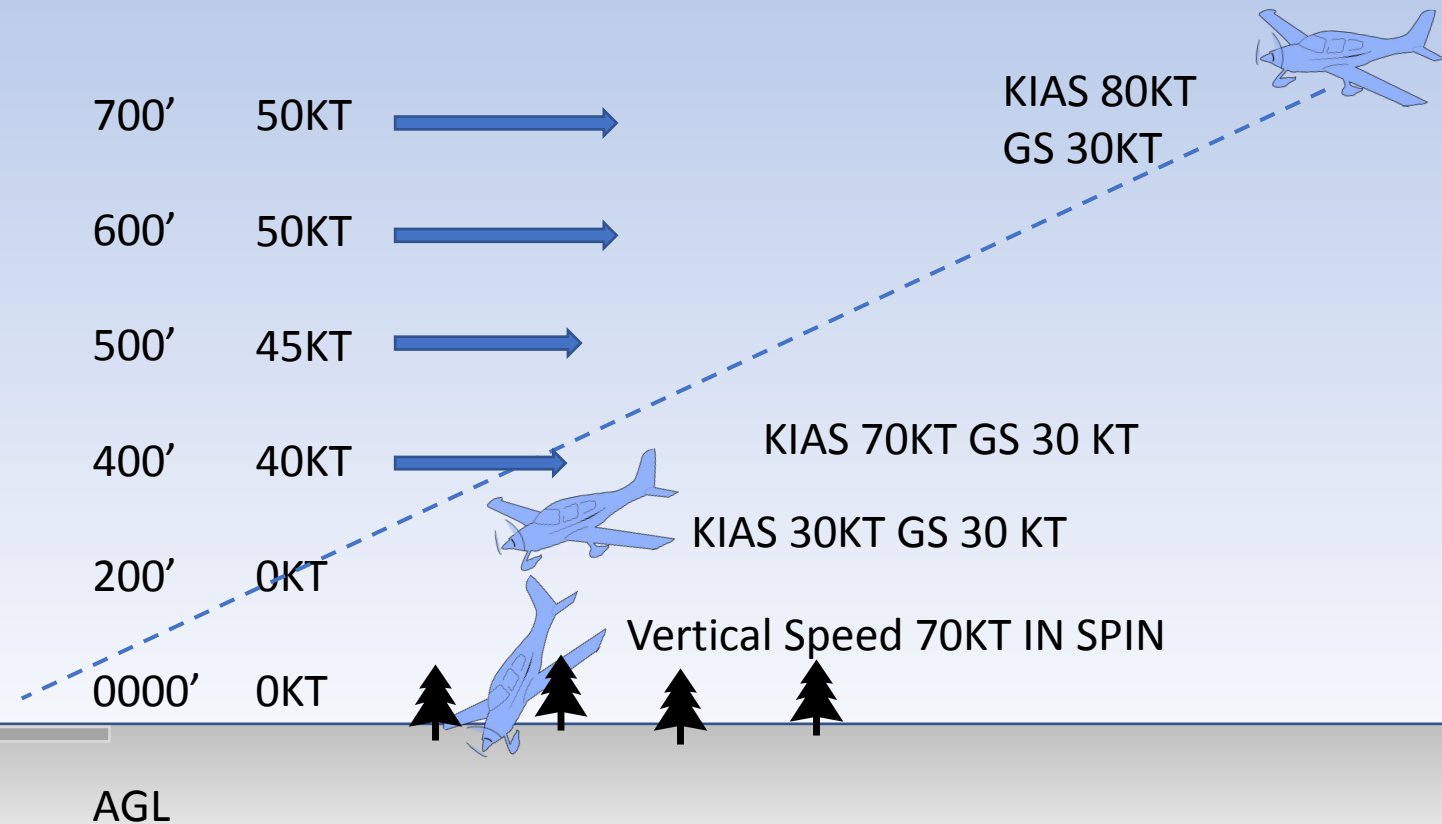 KIAS 80KT
GS 30KT
700’ 50KT
600’ 50KT
500’ 45KT
400’ 40KT
KIAS 70KT GS 30 KT
KIAS 30KT GS 30 KT
200’ 0KT
Vertical Speed 70KT IN SPIN
0000’ 0KT
AGL